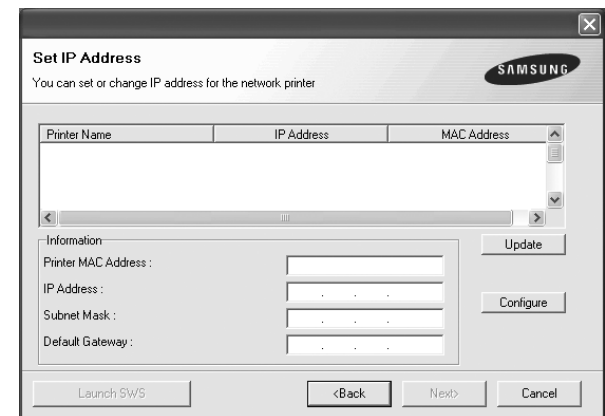 Set IP Address
You can set or change IP address for the network printer
SAMSUNG
Printer Name IP Address MAC Address
Information
Update
Printer MAC Address :
IP Address :
Configure
Subnet Mask :
Default Gateway :
Launch SWS <Back Next> Cancel